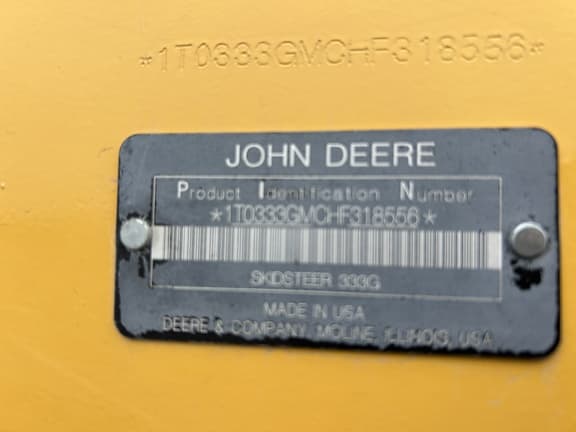 *1T0333GMCHF318556*
JOHN DEERE
Product Identification Number
*1T0333GMCHF318556*
SKIDSTEER 333G
MADE IN USA
DEERE & COMPANY, MOLINE, ILLINOIS, USA